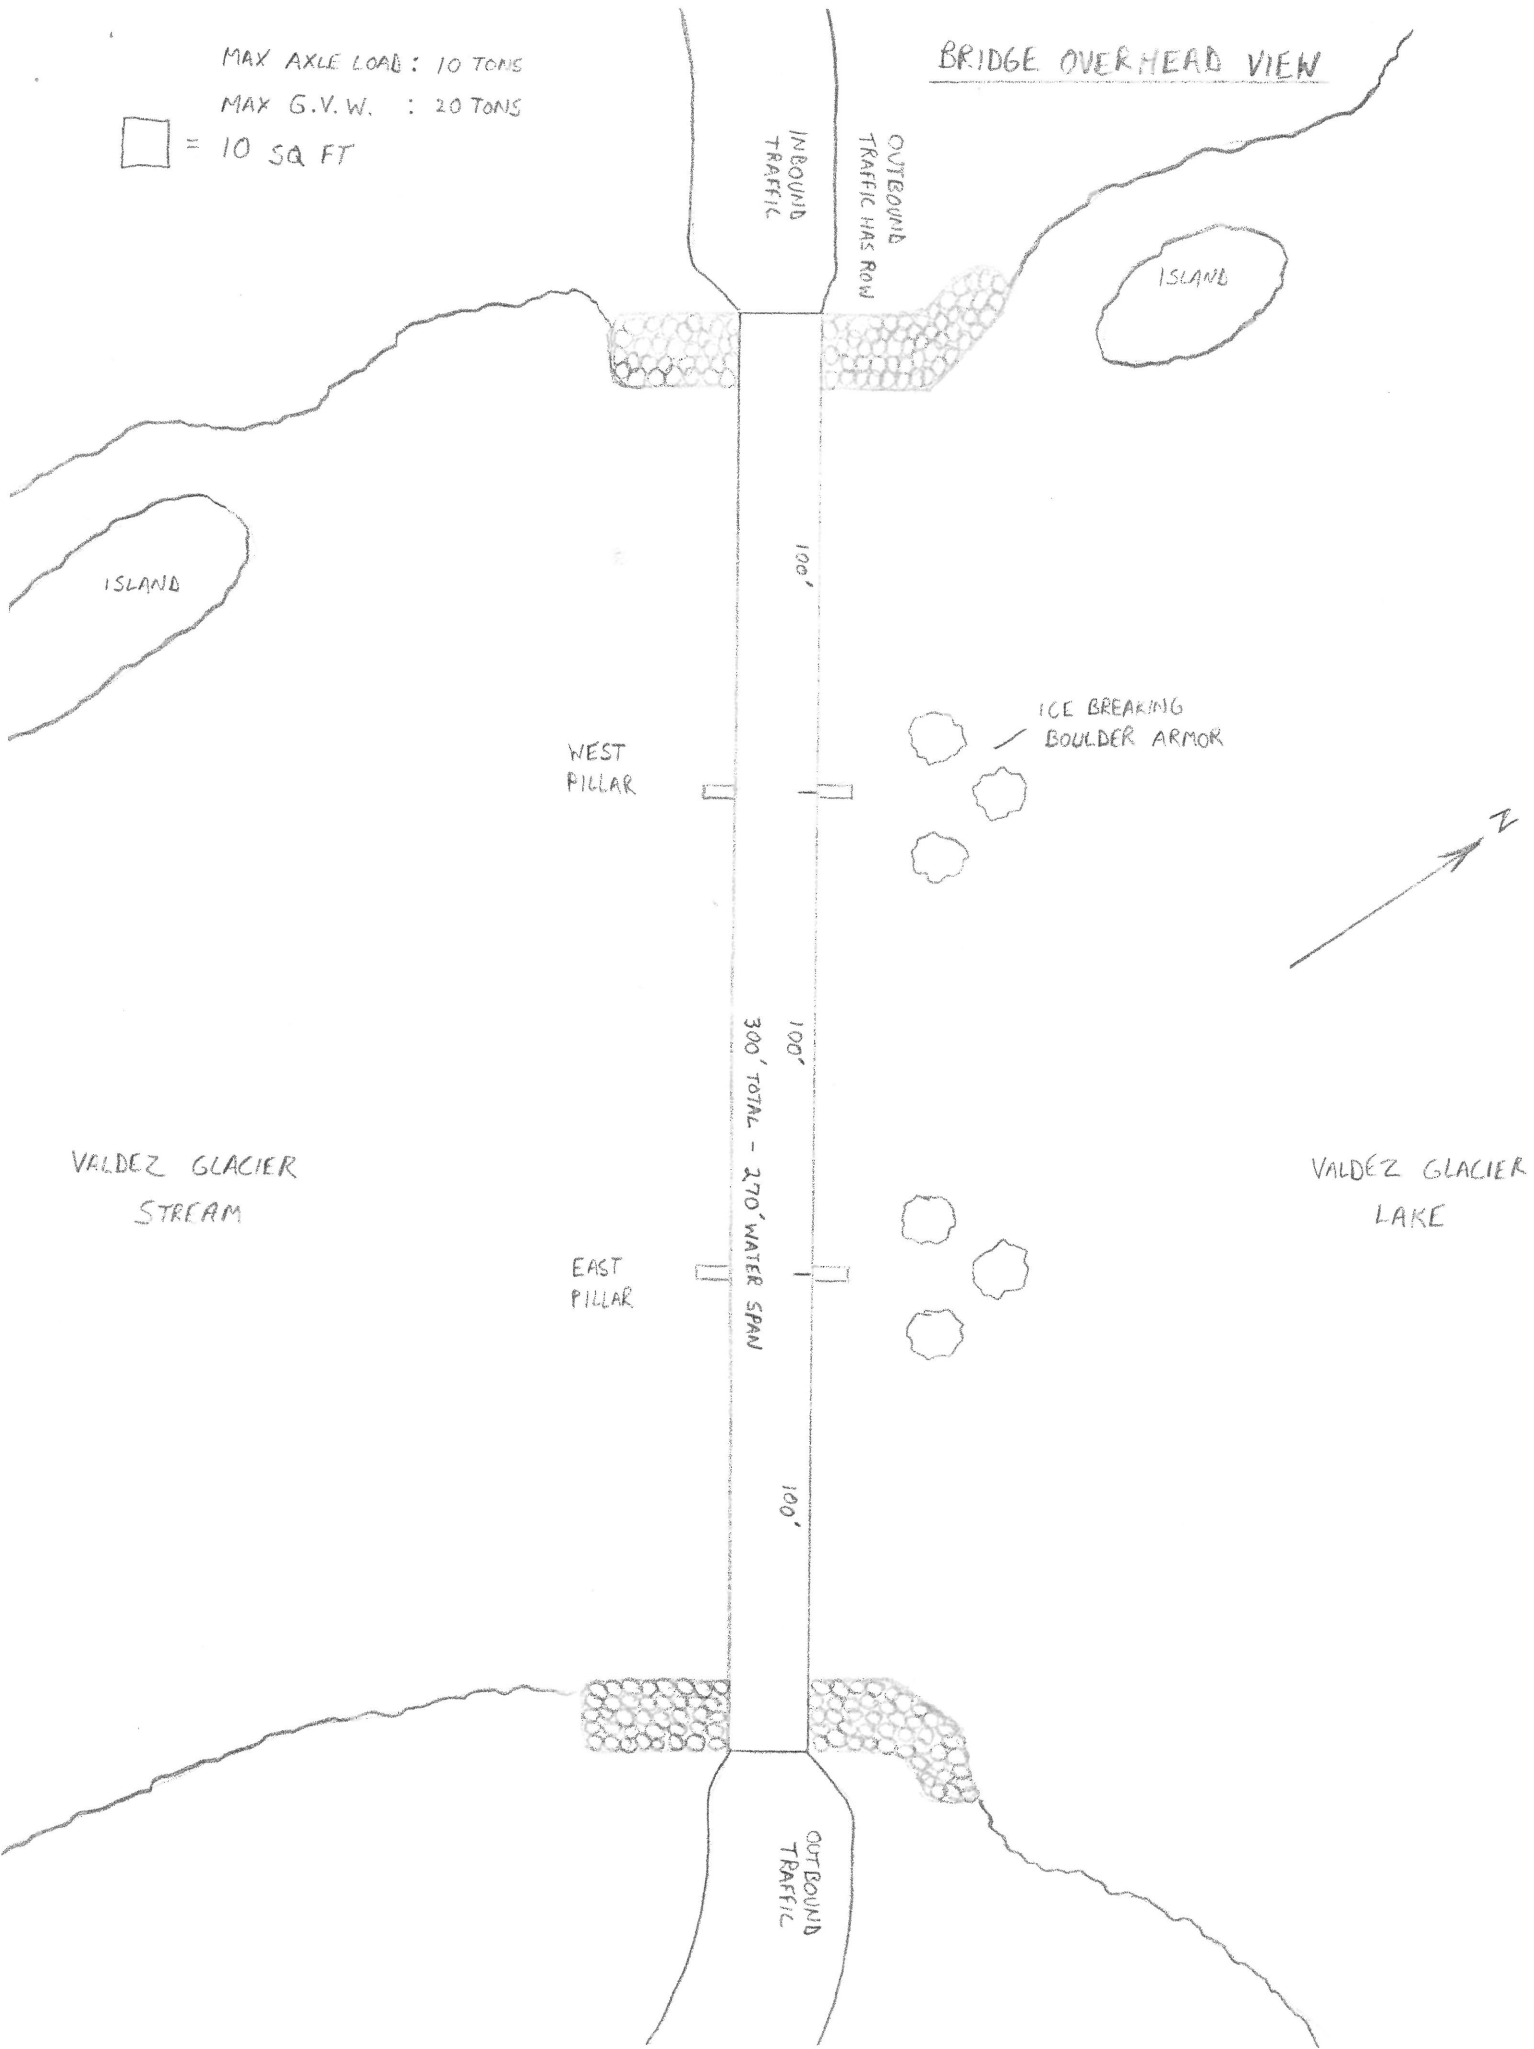 MAX AXLE LOAD: 10 TONS
MAX G.V.W. : 20 TONS
= 10 SQ FT
BRIDGE OVERHEAD VIEW
INBOUND
TRAFFIC
OUTBOUND
TRAFFIC HAS ROW
ISLAND
ISLAND
100'
ICE BREAKING
BOULDER ARMOR
WEST
PILLAR
N
100'
300' TOTAL - 270' WATER SPAN
VALDEZ GLACIER
STREAM
VALDEZ GLACIER
LAKE
EAST
PILLAR
100'
OUTBOUND
TRAFFIC